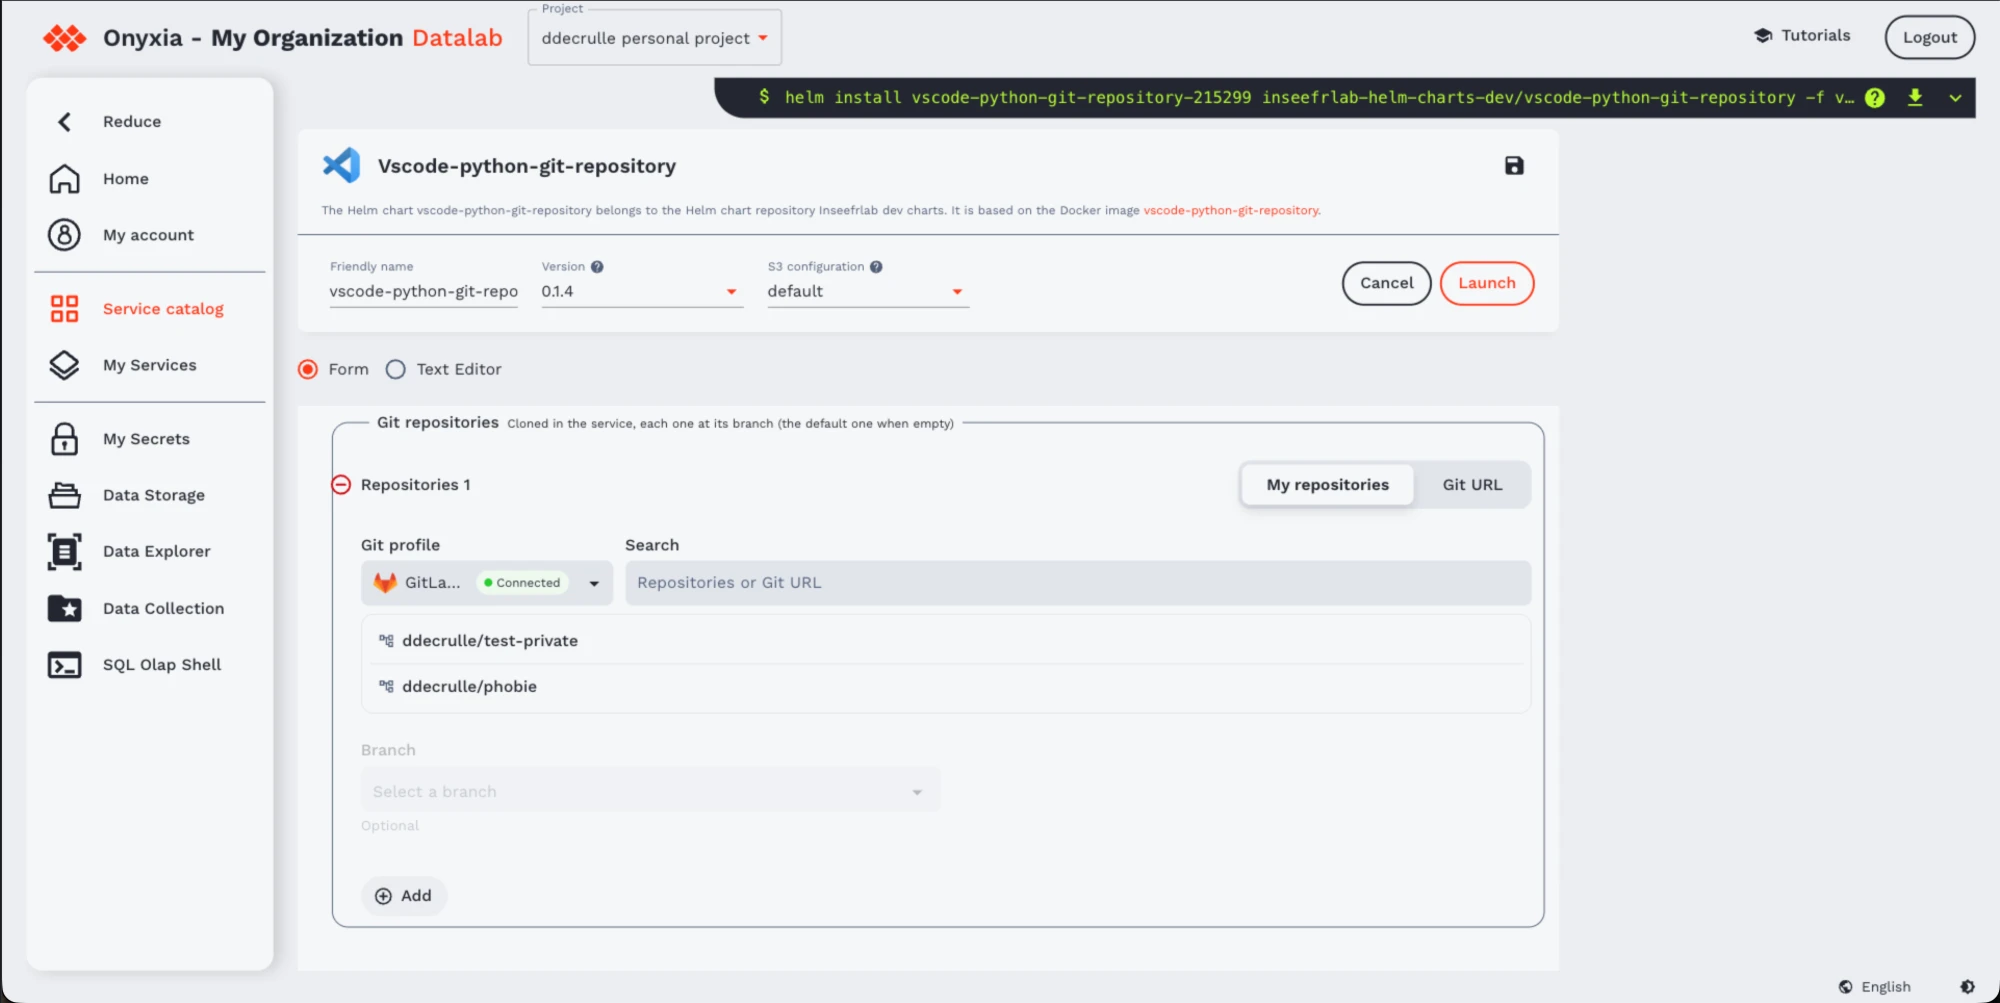 Onyxia - My Organization Datalab
Project
ddecrulle personal project
Tutorials
Logout
$ helm install vscode-python-git-repository-215299 inseefrlab-helm-charts-dev/vscode-python-git-repository -f v…
Reduce
Home
My account
Service catalog
My Services
My Secrets
Data Storage
Data Explorer
Data Collection
SQL Olap Shell
Vscode-python-git-repository
The Helm chart vscode-python-git-repository belongs to the Helm chart repository Inseefrlab dev charts. It is based on the Docker image vscode-python-git-repository.
Friendly name
vscode-python-git-repo
Version
0.1.4
S3 configuration
default
Cancel
Launch
Form
Text Editor
Git repositories Cloned in the service, each one at its branch (the default one when empty)
Repositories 1
My repositories
Git URL
Git profile
GitLa...
Connected
Search
Repositories or Git URL
ddecrulle/test-private
ddecrulle/phobie
Branch
Select a branch
Optional
Add
English